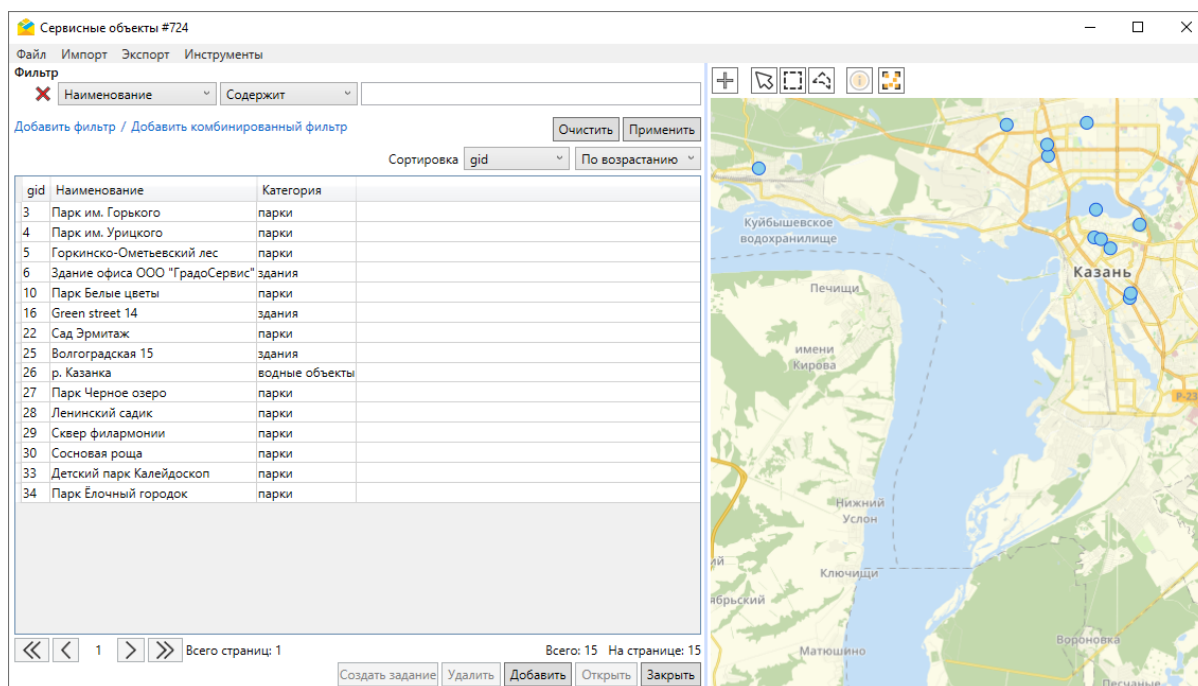 Сервисные объекты #724
Файл Импорт Экспорт Инструменты
Фильтр
Наименование Содержит
Добавить фильтр / Добавить комбинированный фильтр
Очистить Применить
Сортировка gid По возрастанию
gid Наименование Категория
3 Парк им. Горького парки
4 Парк им. Урицкого парки
5 Горкинско-Ометьевский лес парки
6 Здание офиса ООО "ГрадоСервис" здания
10 Парк Белые цветы парки
16 Green street 14 здания
22 Сад Эрмитаж парки
25 Волгоградская 15 здания
26 р. Казанка водные объекты
27 Парк Черное озеро парки
28 Ленинский садик парки
29 Сквер филармонии парки
30 Сосновая роща парки
33 Детский парк Калейдоскоп парки
34 Парк Ёлочный городок парки
1 Всего страниц: 1
Всего: 15 На странице: 15
Создать задание Удалить Добавить Открыть Закрыть
Куйбышевское
водохранилище
Казань
Печищи
имени
Кирова
Р-23
Нижний
Услон
ий
Ключищи
ябрьский
Вороновка
Матюшино
Песчаные